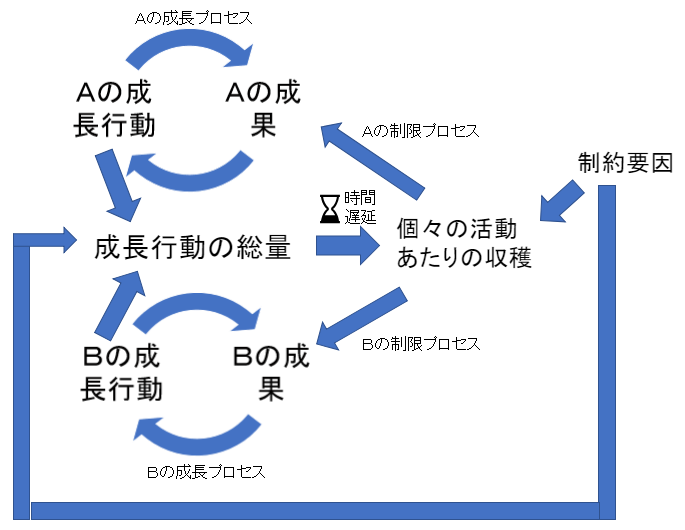 Aの成長プロセス
Aの成
長行動
Aの成
果
Aの制限プロセス
制約要因
時間
遅延
成長行動の総量
個々の活動
あたりの収穫
Bの制限プロセス
Bの成
長行動
Bの成
果
Bの成長プロセス